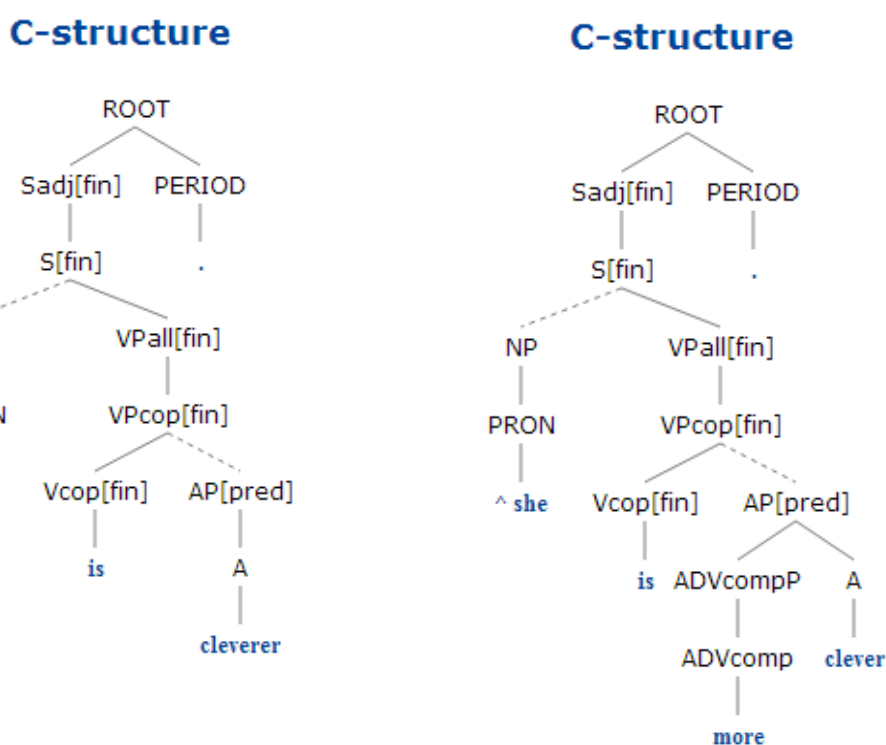 C-structure
ROOT
Sadj[fin] PERIOD
S[fin] .
VPall[fin]
N VPcop[fin]
Vcop[fin] AP[pred]
is A
cleverer
C-structure
ROOT
Sadj[fin] PERIOD
S[fin] .
NP VPall[fin]
PRON VPcop[fin]
^ she Vcop[fin] AP[pred]
is ADVcompP A
ADVcomp clever
more